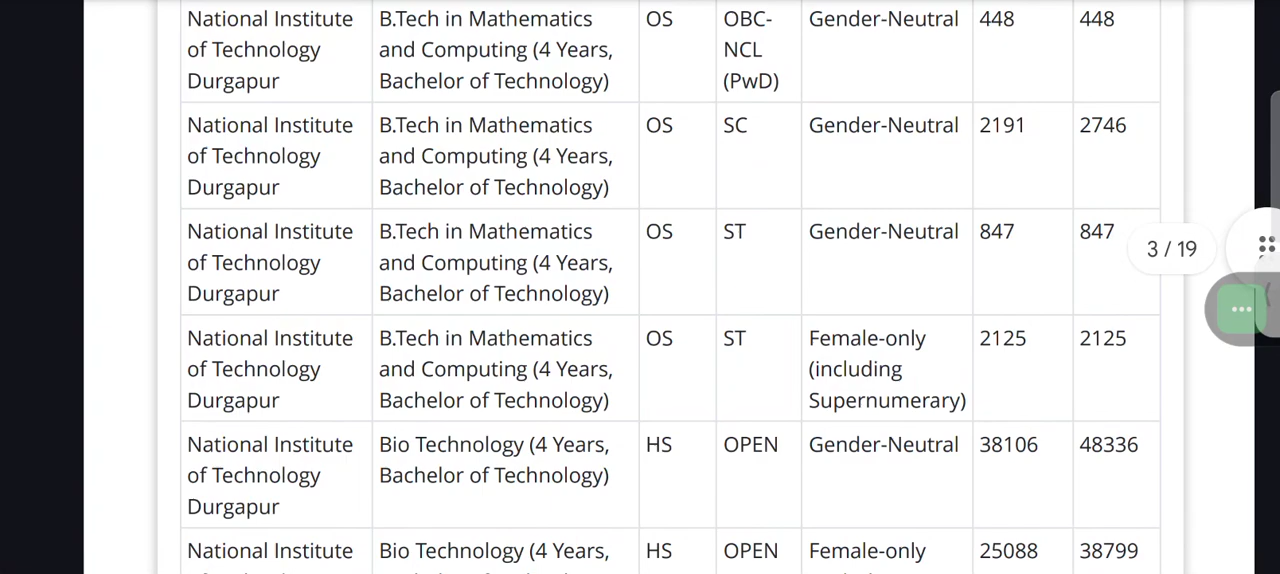 National Institute B.Tech in Mathematics OS OBC- Gender-Neutral 448 448
of Technology and Computing (4 Years, NCL
Durgapur Bachelor of Technology) (PwD)
National Institute B.Tech in Mathematics OS SC Gender-Neutral 2191 2746
of Technology and Computing (4 Years,
Durgapur Bachelor of Technology)
National Institute B.Tech in Mathematics OS ST Gender-Neutral 847 847
of Technology and Computing (4 Years,
Durgapur Bachelor of Technology)
3 / 19
National Institute B.Tech in Mathematics OS ST Female-only 2125 2125
of Technology and Computing (4 Years, (including
Durgapur Bachelor of Technology) Supernumerary)
National Institute Bio Technology (4 Years, HS OPEN Gender-Neutral 38106 48336
of Technology Bachelor of Technology)
Durgapur
National Institute Bio Technology (4 Years, HS OPEN Female-only 25088 38799